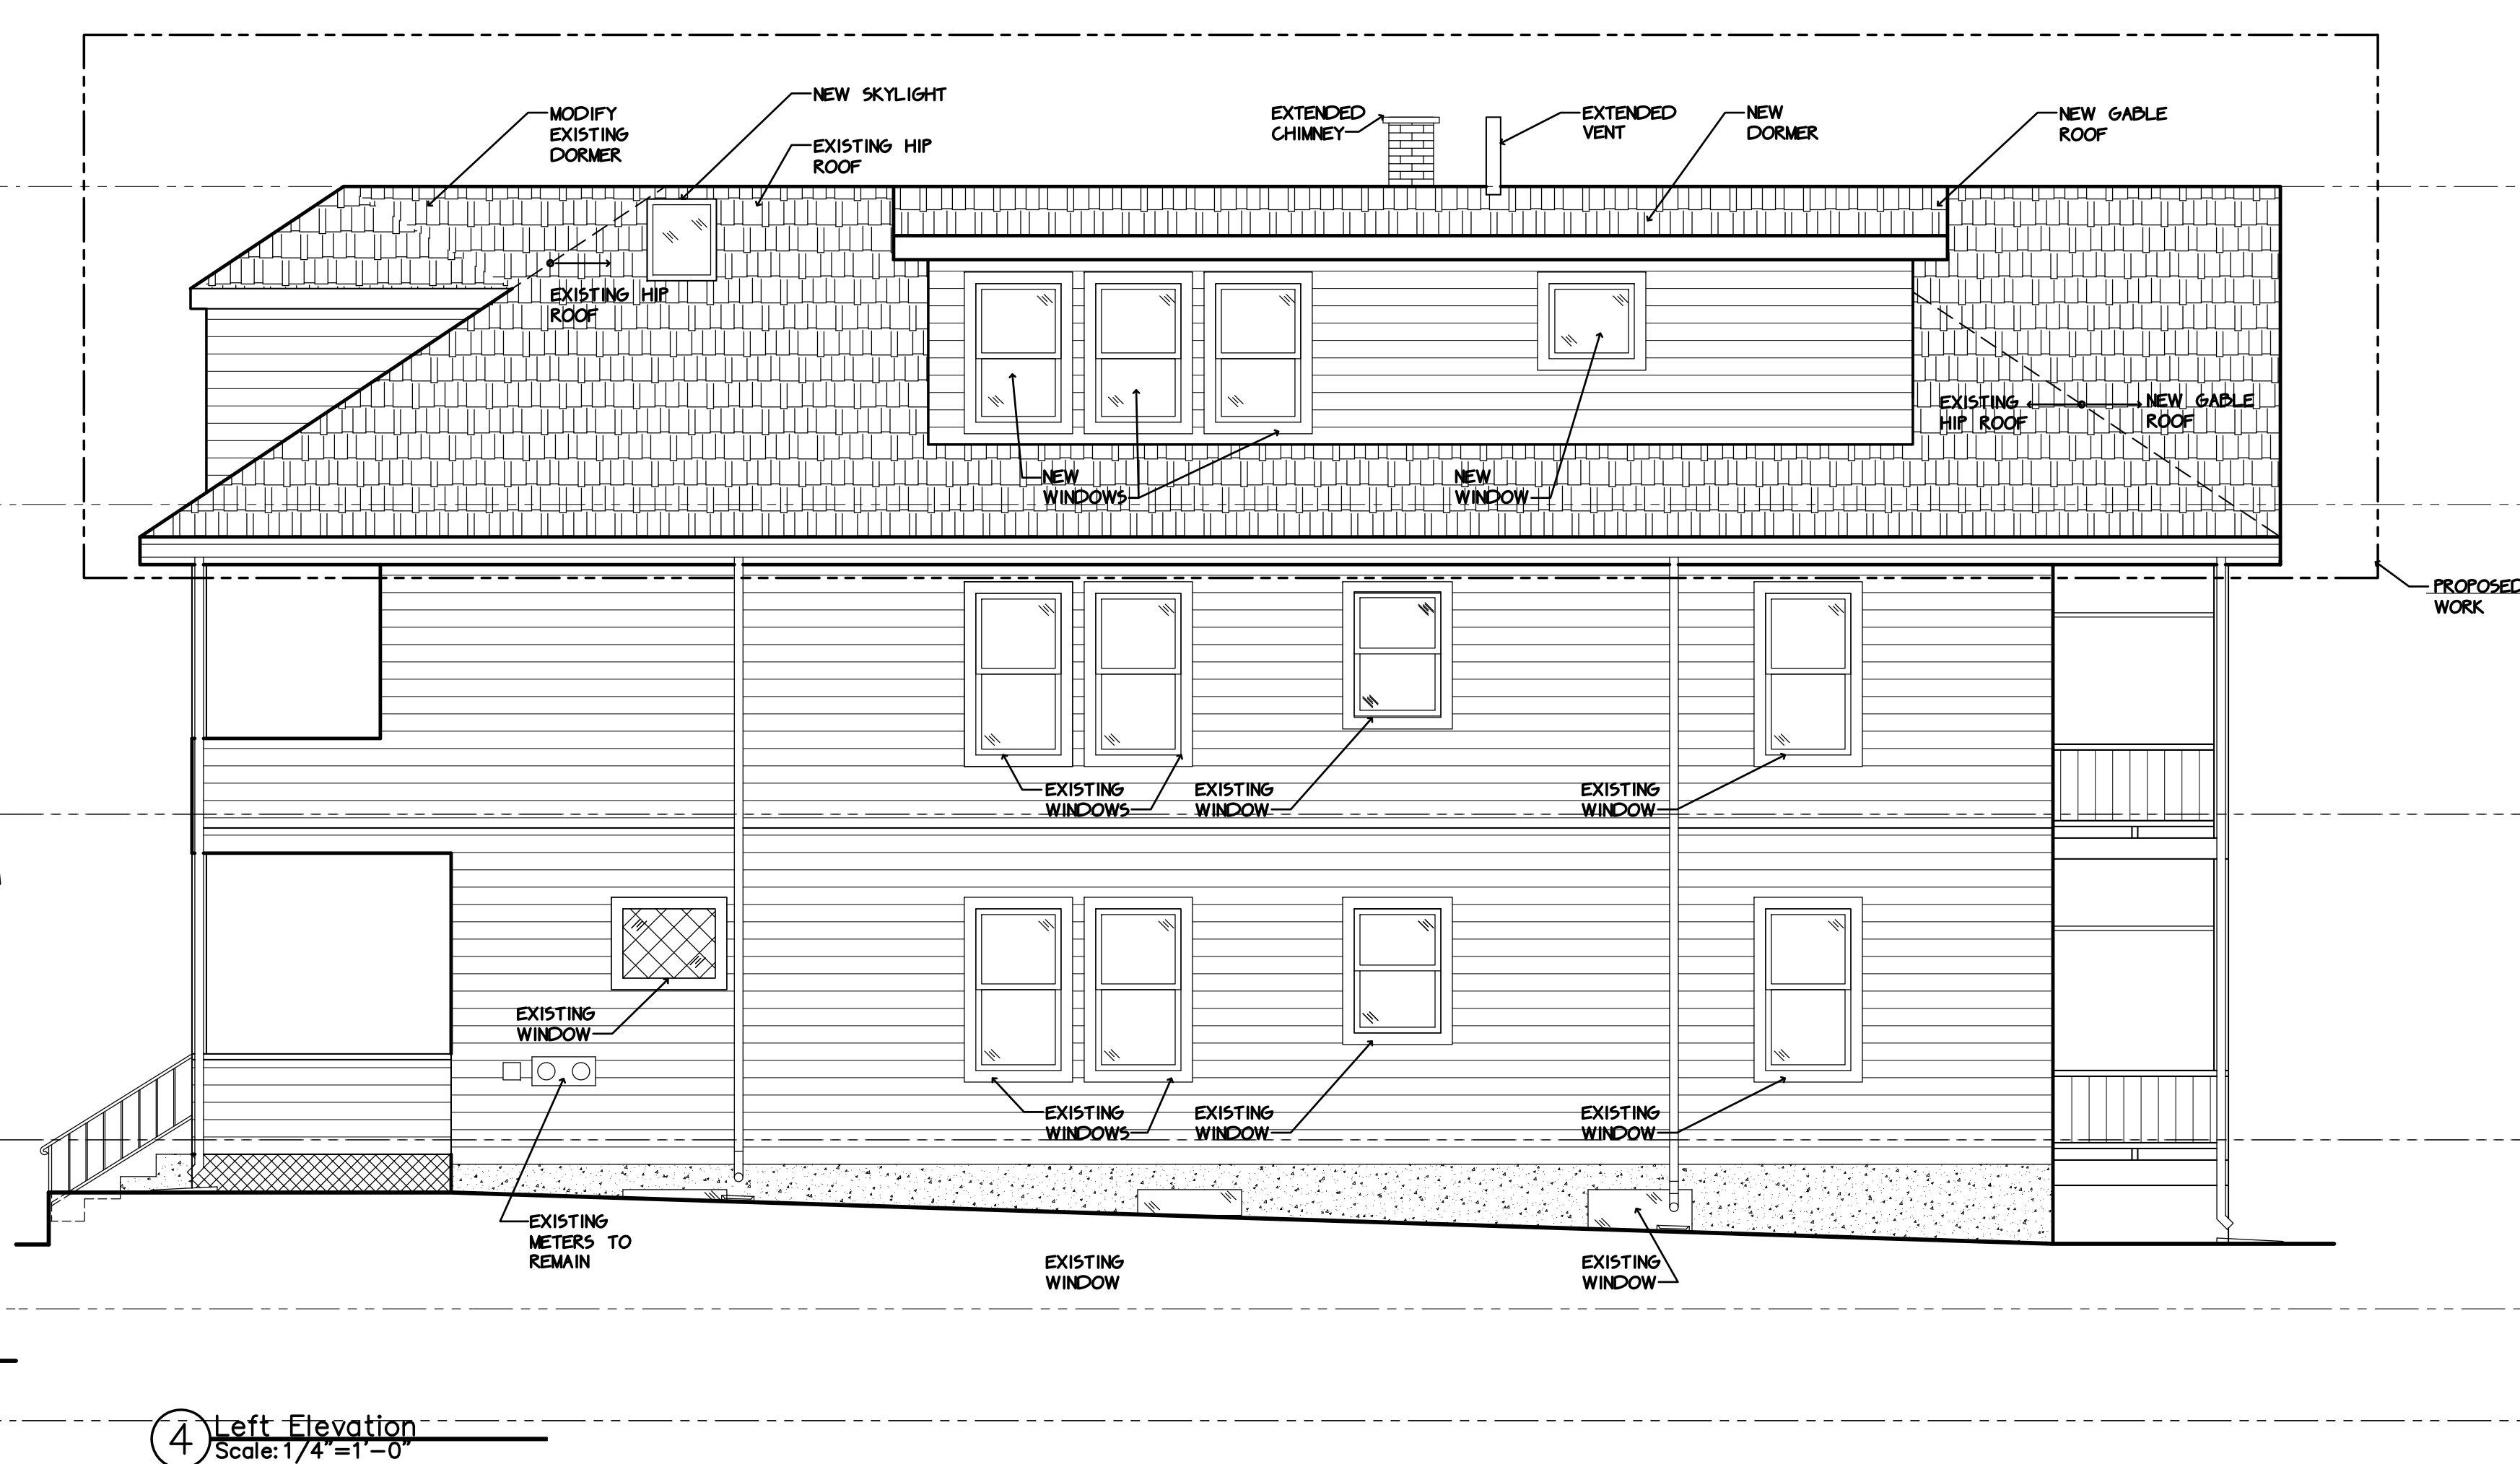 NEW SKYLIGHT
MODIFY
EXISTING
DORMER
EXISTING HIP
ROOF
EXTENDED
CHIMNEY
EXTENDED
VENT
NEW
DORMER
NEW GABLE
ROOF
EXISTING HIP
ROOF
EXISTING
HIP ROOF
NEW GABLE
ROOF
NEW
WINDOWS
NEW
WINDOW
PROPOSED
WORK
EXISTING
WINDOWS
EXISTING
WINDOW
EXISTING
WINDOW
EXISTING
WINDOW
EXISTING
WINDOWS
EXISTING
WINDOW
EXISTING
WINDOW
EXISTING
METERS TO
REMAIN
EXISTING
WINDOW
EXISTING
WINDOW
4
Left Elevation
Scale: 1/4"=1'-0"